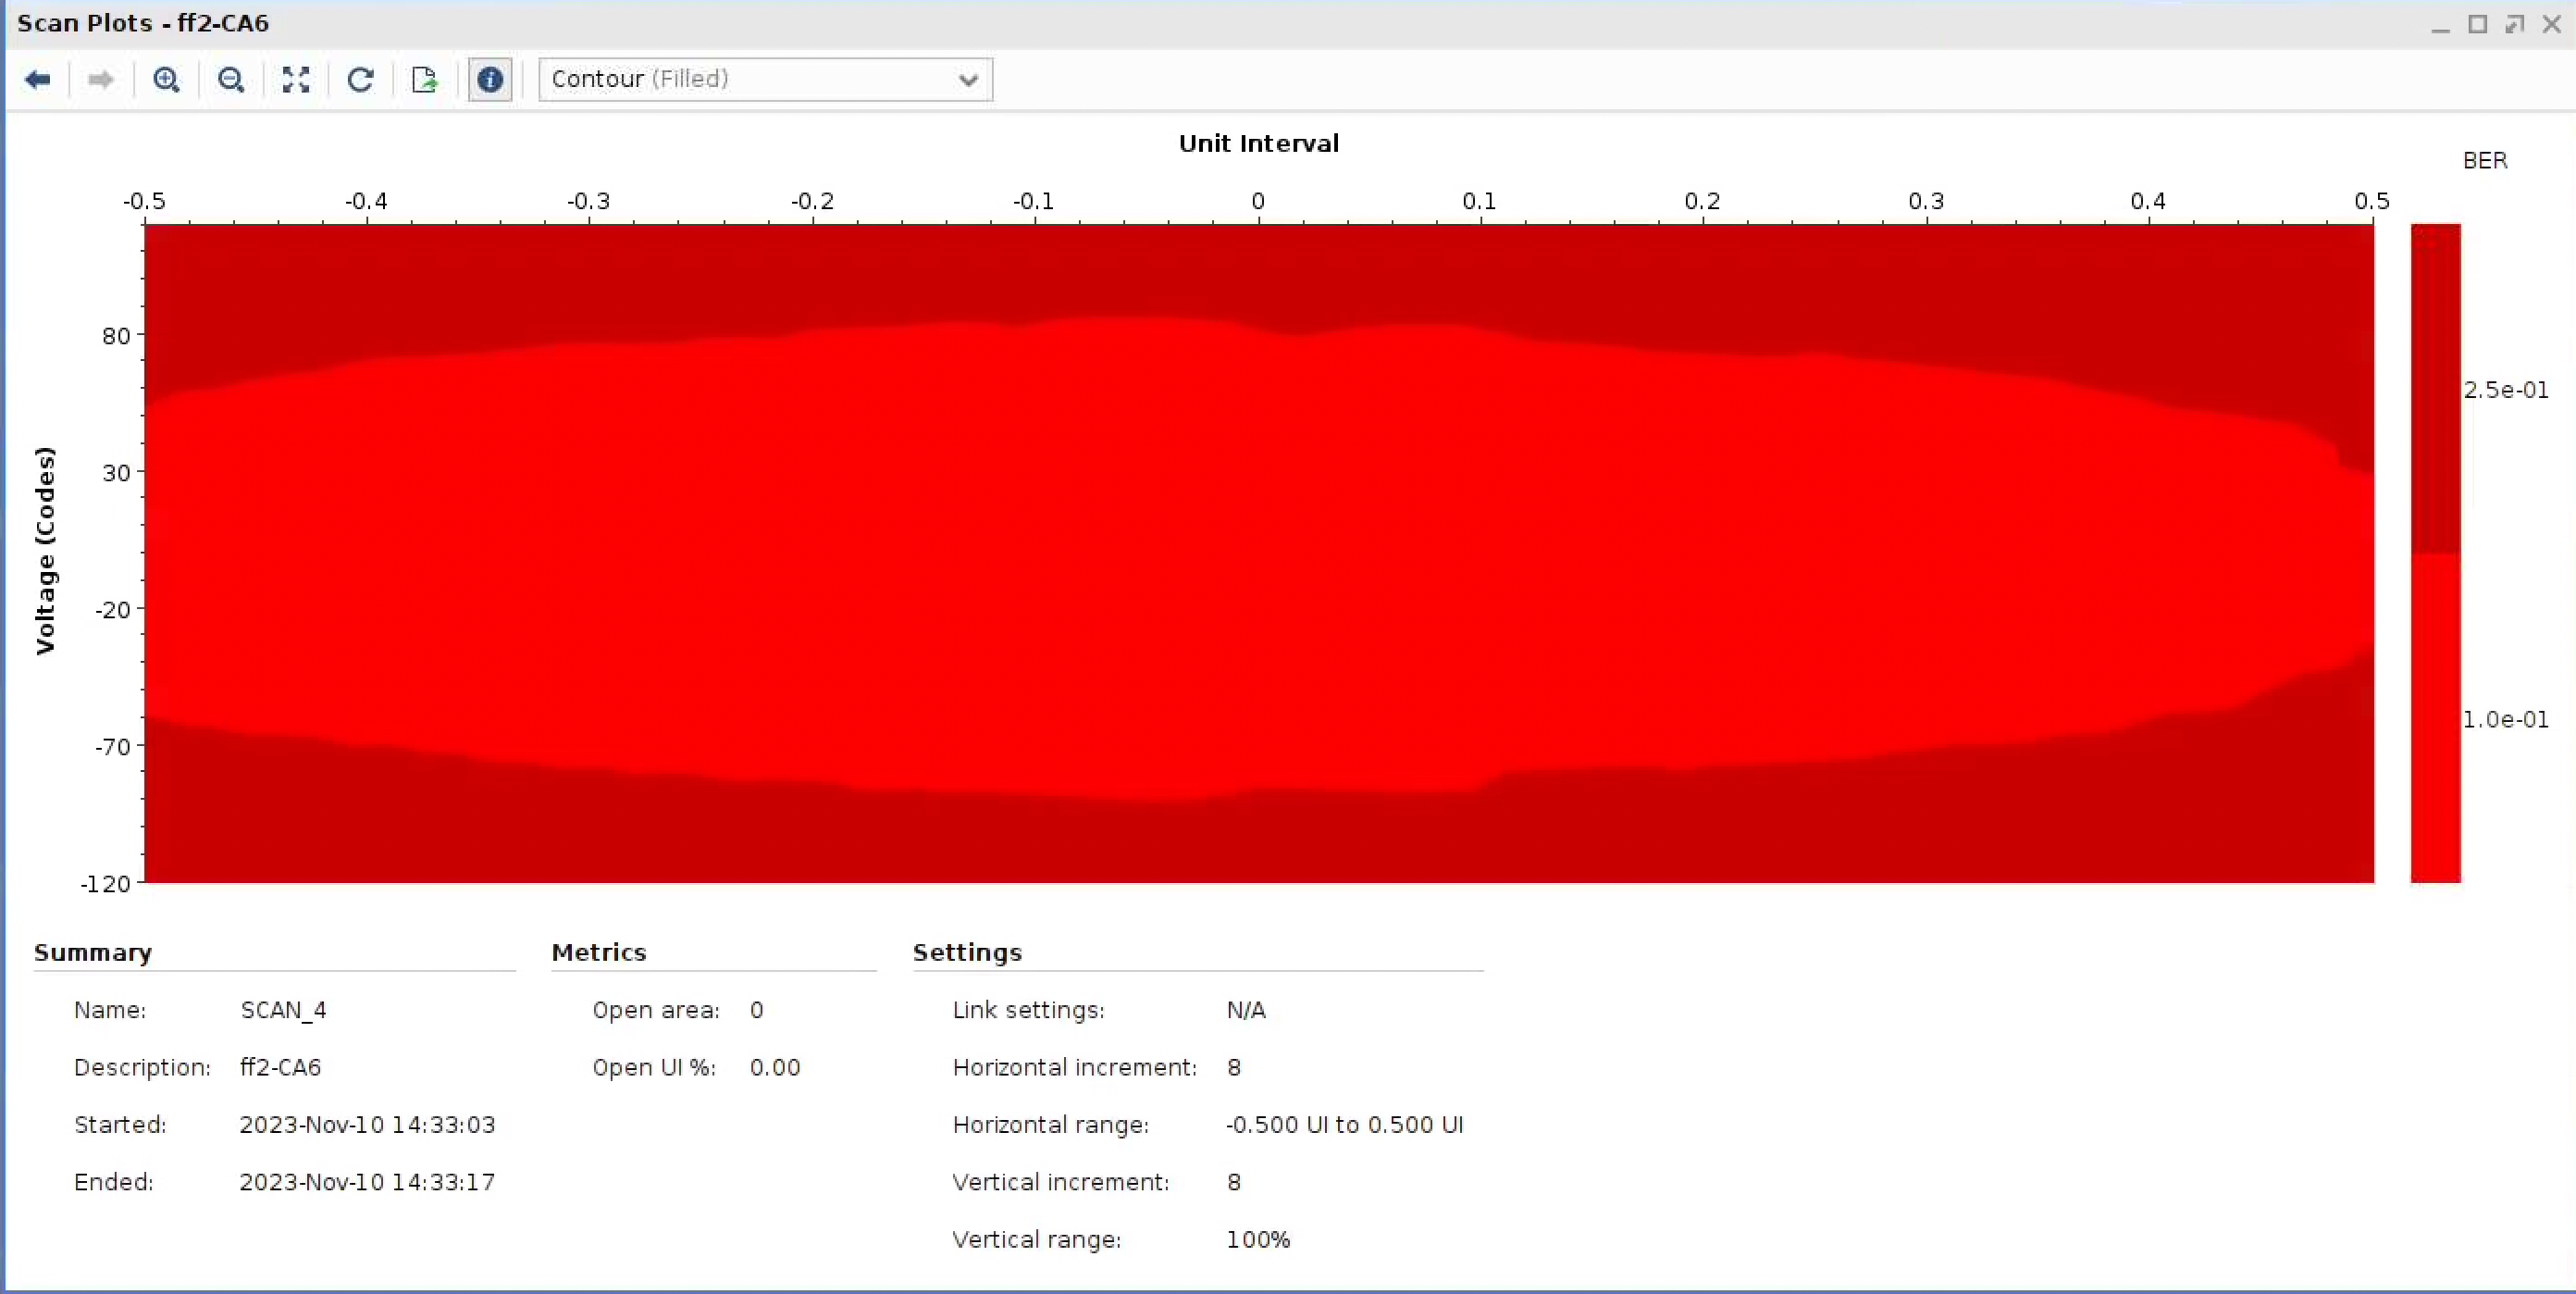 Scan Plots - ff2-CA6
Contour (Filled)
Unit Interval
BER
-0.5 -0.4 -0.3 -0.2 -0.1 0 0.1 0.2 0.3 0.4 0.5
80
2.5e-01
30
Voltage (Codes)
-20
1.0e-01
-70
-120
Summary Metrics Settings
Name: SCAN_4 Open area: 0 Link settings: N/A
Description: ff2-CA6 Open UI %: 0.00 Horizontal increment: 8
Started: 2023-Nov-10 14:33:03 Horizontal range: -0.500 UI to 0.500 UI
Ended: 2023-Nov-10 14:33:17 Vertical increment: 8
Vertical range: 100%